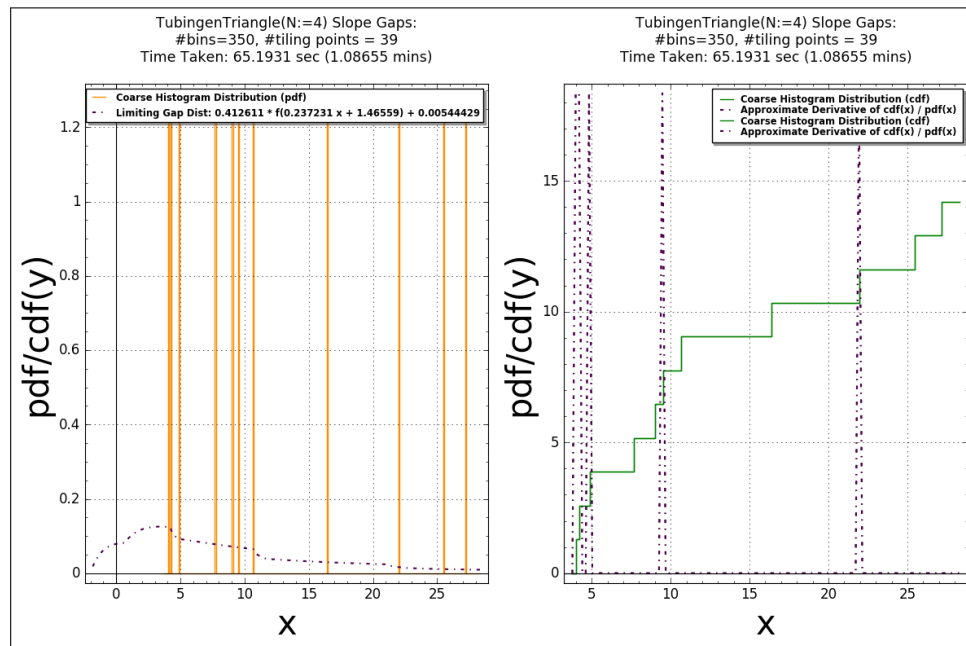 TubingenTriangle(N:=4) Slope Gaps:
#bins=350, #tiling points = 39
Time Taken: 65.1931 sec (1.08655 mins)
Coarse Histogram Distribution (pdf)
Limiting Gap Dist: 0.412611 * f(0.237231 x + 1.46559) + 0.00544429
1.2
1
0.8
0.6
0.4
0.2
0
0
5
10
15
20
25
x
pdf/cdf(y)
TubingenTriangle(N:=4) Slope Gaps:
#bins=350, #tiling points = 39
Time Taken: 65.1931 sec (1.08655 mins)
Coarse Histogram Distribution (cdf)
Approximate Derivative of cdf(x) / pdf(x)
Coarse Histogram Distribution (cdf)
Approximate Derivative of cdf(x) / pdf(x)
15
10
5
0
5
10
15
20
25
x
pdf/cdf(y)